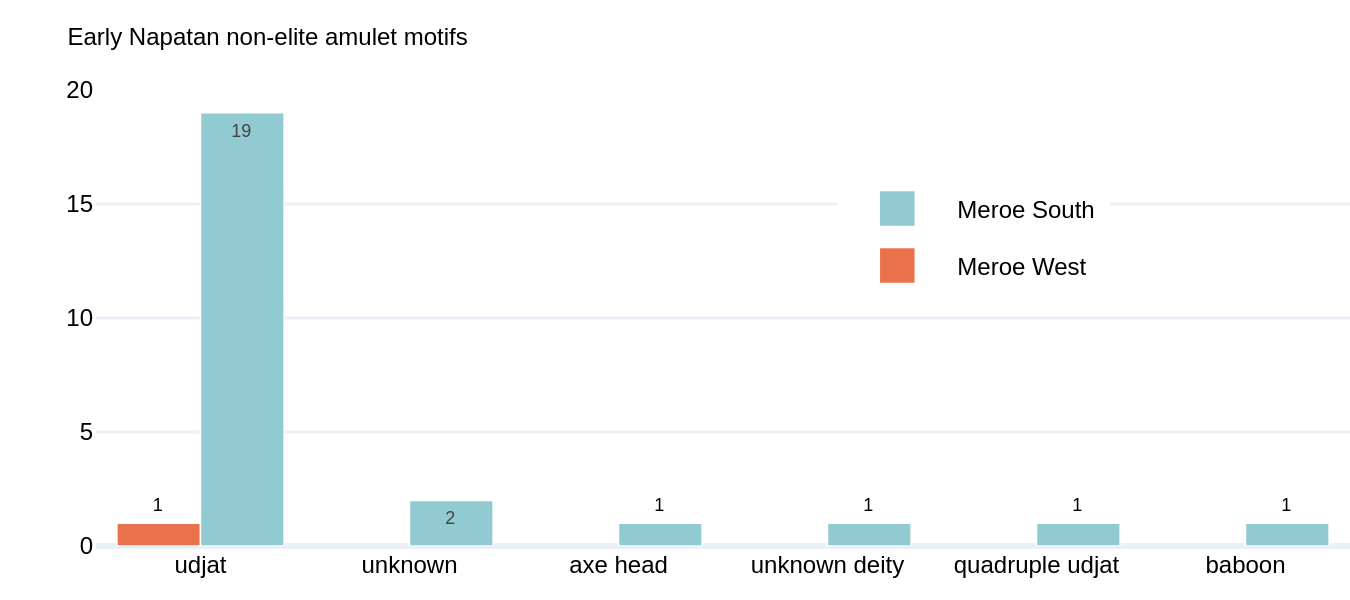 Early Napatan non-elite amulet motifs
20
19
15
Meroe South
Meroe West
10
5
1
2
1
1
1
1
0
udjat
unknown
axe head
unknown deity
quadruple udjat
baboon